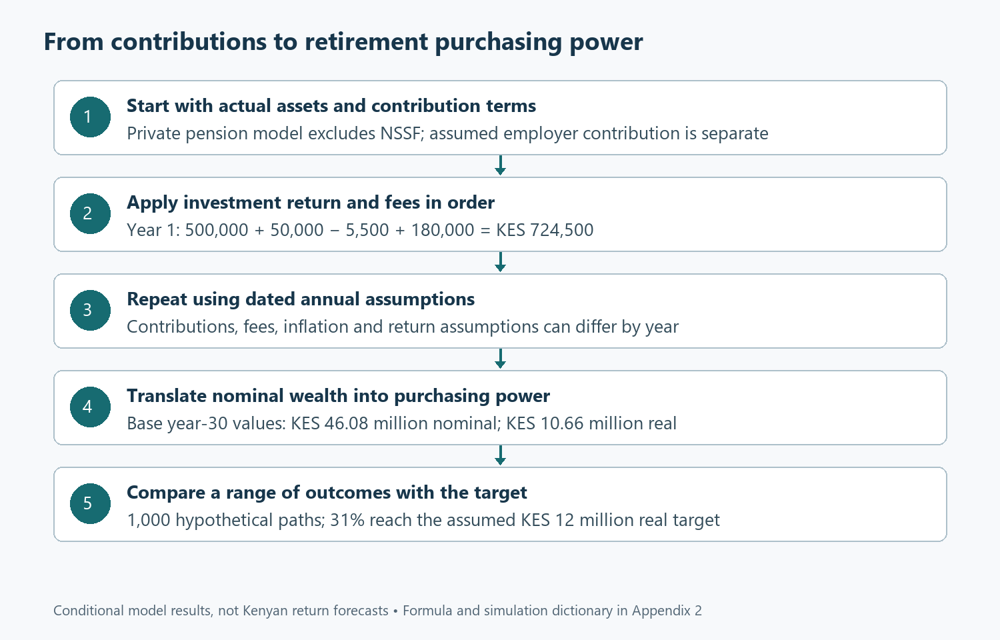 From contributions to retirement purchasing power
1
Start with actual assets and contribution terms
Private pension model excludes NSSF; assumed employer contribution is separate
2
Apply investment return and fees in order
Year 1: 500,000 + 50,000 − 5,500 + 180,000 = KES 724,500
3
Repeat using dated annual assumptions
Contributions, fees, inflation and return assumptions can differ by year
4
Translate nominal wealth into purchasing power
Base year-30 values: KES 46.08 million nominal; KES 10.66 million real
5
Compare a range of outcomes with the target
1,000 hypothetical paths; 31% reach the assumed KES 12 million real target
Conditional model results, not Kenyan return forecasts • Formula and simulation dictionary in Appendix 2